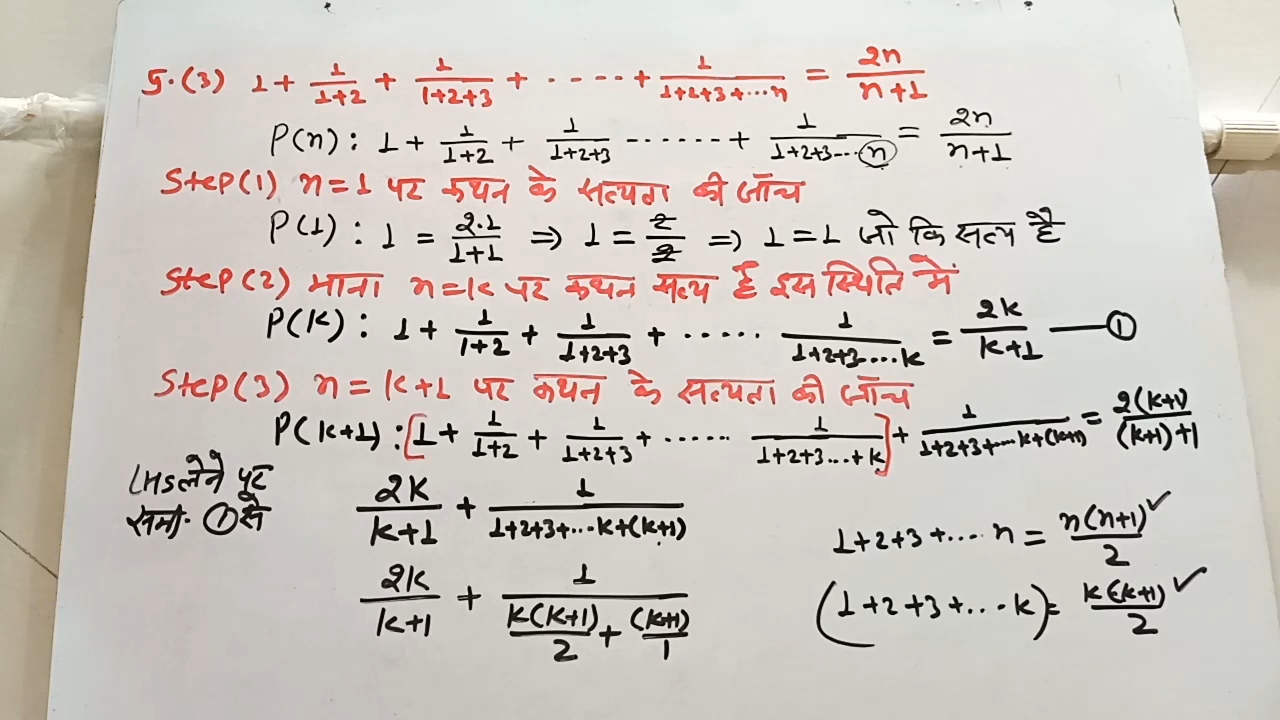 5.(3) 1 + 1/(1+2) + 1/(1+2+3) + ----- + 1/(1+2+3+...n) = 2n/(n+1)
P(n) : 1 + 1/(1+2) + 1/(1+2+3) ------ + 1/(1+2+3...n) = 2n/(n+1)
Step(1) n=1 पर कथन के सत्यता की जाँच
P(1) : 1 = 2.1/(1+1) ⇒ 1 = 2/2 ⇒ 1=1 जो कि सत्य है
Step(2) माना n=k पर कथन सत्य है इस स्थिति में
P(k) : 1 + 1/(1+2) + 1/(1+2+3) + ..... 1/(1+2+3....k) = 2k/(k+1) — ①
Step(3) n=k+1 पर कथन के सत्यता की जाँच
P(k+1) : [1 + 1/(1+2) + 1/(1+2+3) + ...... 1/(1+2+3...+k)] + 1/(1+2+3+...k+(k+1)) = 2(k+1)/((k+1)+1)
LHS लेने पर
समी. ① से 2k/(k+1) + 1/(1+2+3+...k+(k+1))
1+2+3+... n = n(n+1)/2 ✓
2k/(k+1) + 1/(k(k+1)/2 + (k+1)/1)
(1+2+3+...k) = k(k+1)/2 ✓